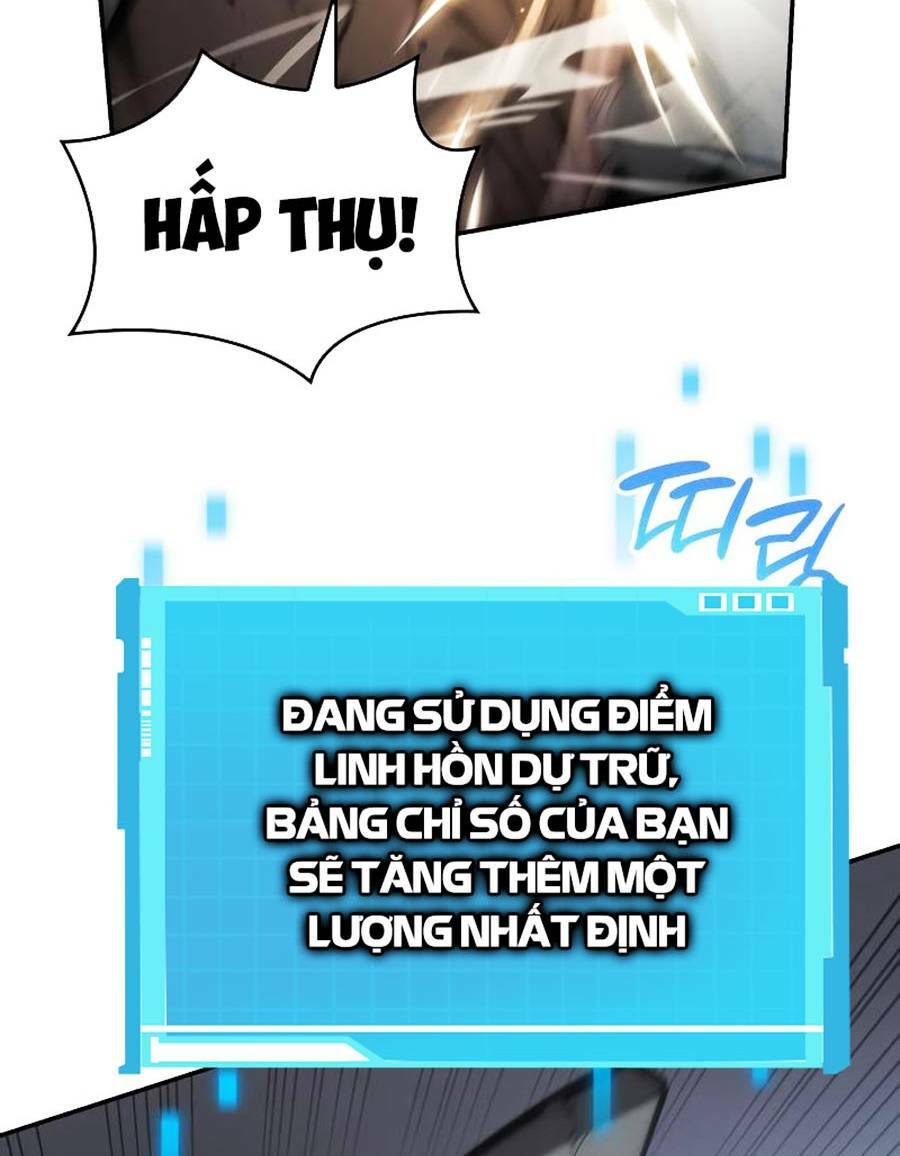 HẤP THỤ!
띠링
ĐANG SỬ DỤNG ĐIỂM
LINH HỒN DỰ TRỮ,
BẢNG CHỈ SỐ CỦA BẠN
SẼ TĂNG THÊM MỘT
LƯỢNG NHẤT ĐỊNH